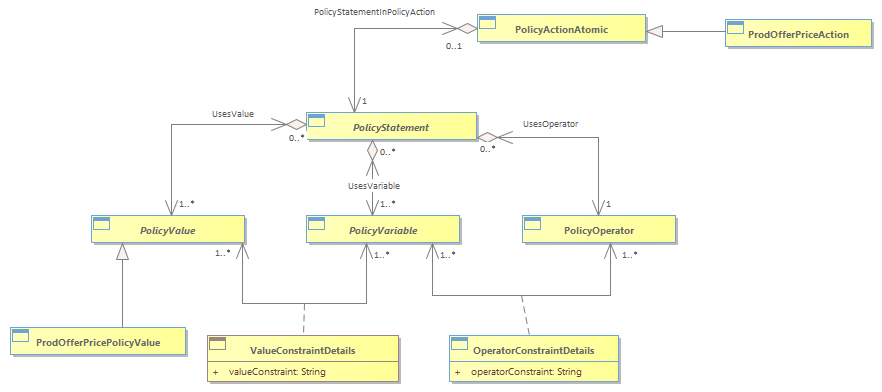 PolicyStatementInPolicyAction
PolicyActionAtomic
ProdOfferPriceAction
0..1
1
UsesValue
UsesOperator
PolicyStatement
0..*
0..*
0..*
UsesVariable
1..*
1..*
1
PolicyValue
PolicyVariable
PolicyOperator
1..*
1..*
1..*
1..*
ProdOfferPricePolicyValue
ValueConstraintDetails
OperatorConstraintDetails
+ valueConstraint: String
+ operatorConstraint: String